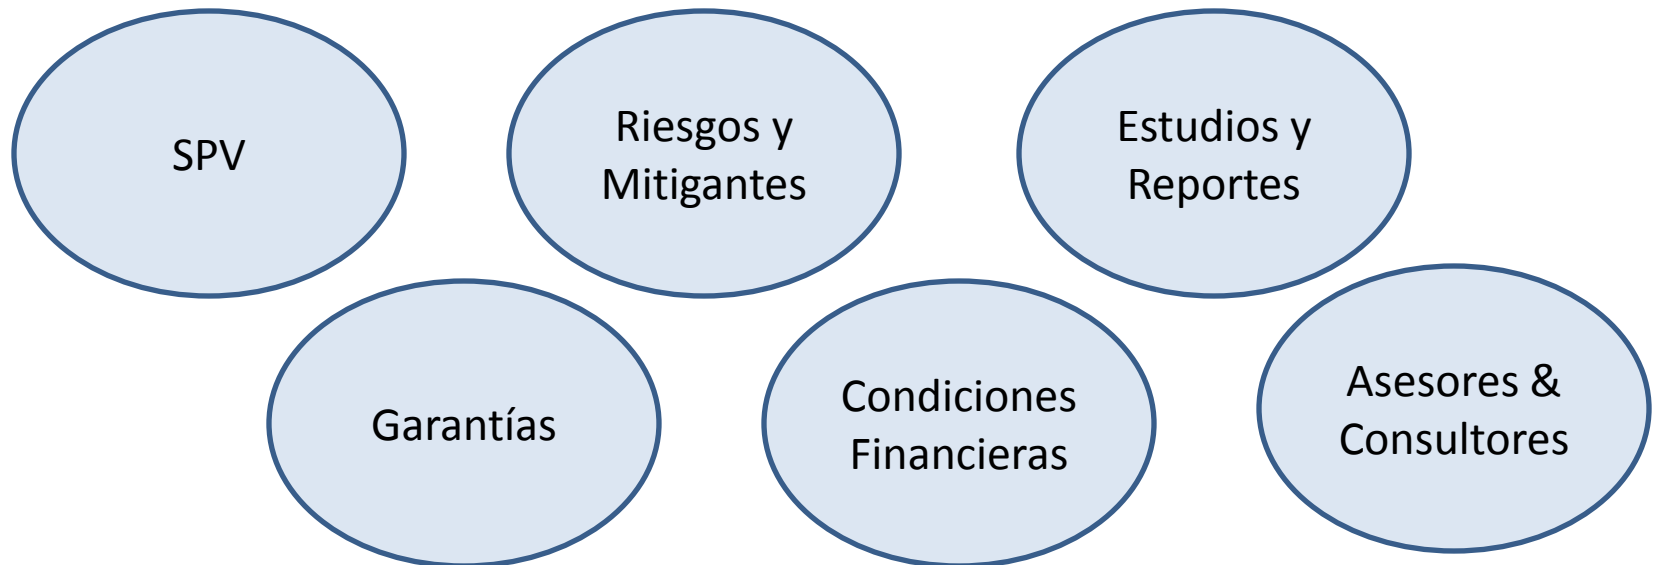 SPV
Riesgos y
Mitigantes
Estudios y
Reportes
Garantías
Condiciones
Financieras
Asesores &
Consultores